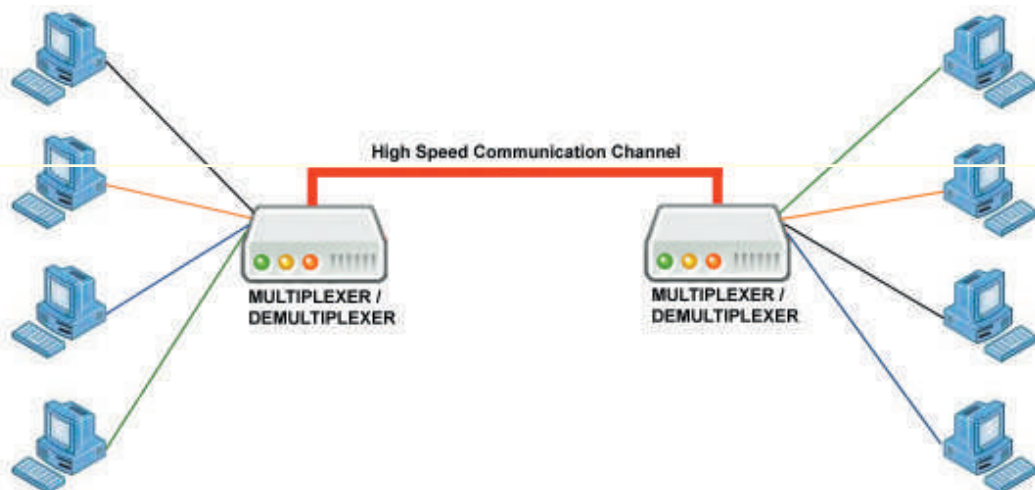 High Speed Communication Channel
MULTIPLEXER /
DEMULTIPLEXER
MULTIPLEXER /
DEMULTIPLEXER